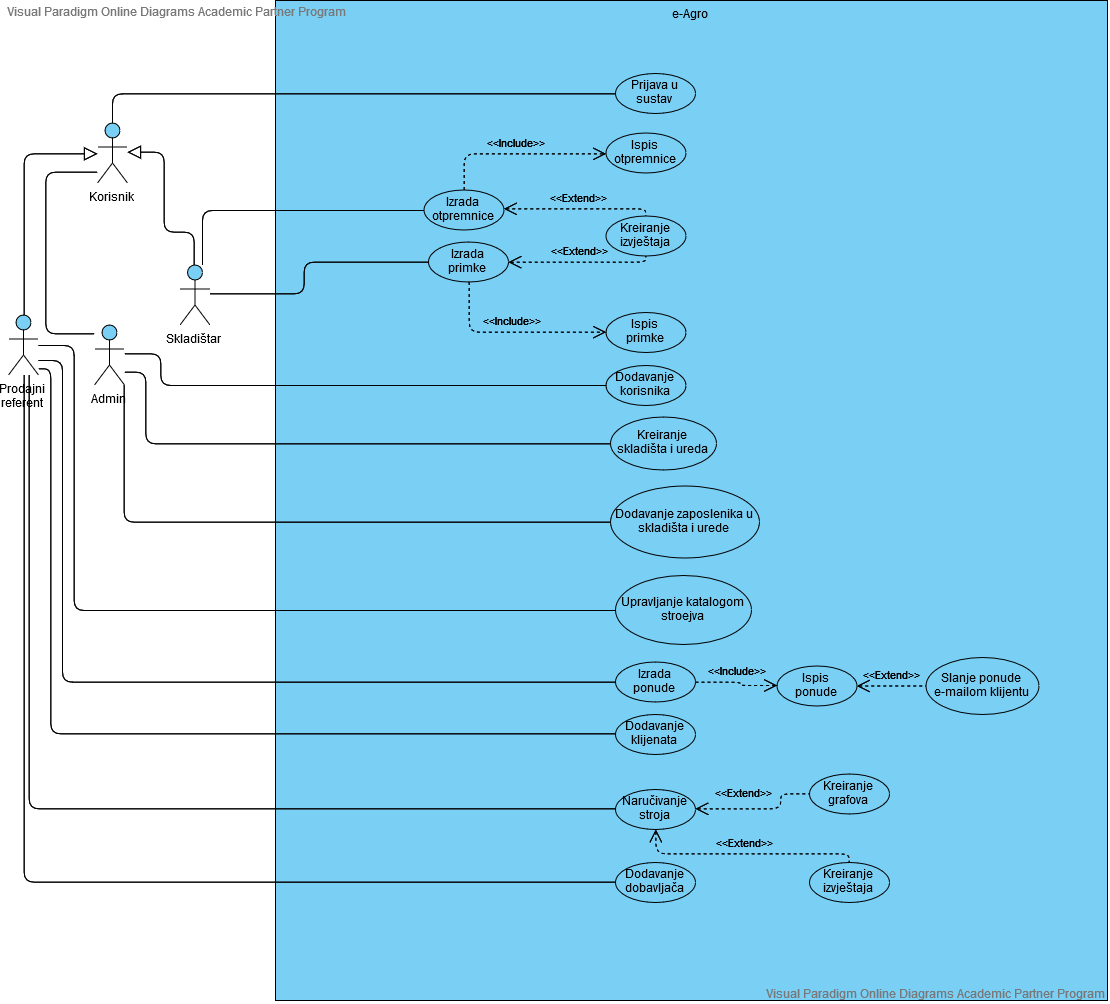 Visual Paradigm Online Diagrams Academic Partner Program
e-Agro
Prijava u
sustav
Korisnik
<<Include>>
Ispis
otpremnice
Izrada
otpremnice
<<Extend>>
Kreiranje
izvještaja
<<Extend>>
Izrada
primke
Skladištar
<<Include>>
Ispis
primke
Prodajni
referent
Admin
Dodavanje
korisnika
Kreiranje
skladišta i ureda
Dodavanje zaposlenika u
skladišta i urede
Upravljanje katalogom
stroejva
Izrada
ponude
<<Include>>
Ispis
ponude
<<Extend>>
Slanje ponude
e-mailom klijentu
Dodavanje
klijenata
Naručivanje
stroja
<<Extend>>
Kreiranje
grafova
<<Extend>>
Dodavanje
dobavljača
Kreiranje
izvještaja
Visual Paradigm Online Diagrams Academic Partner Program